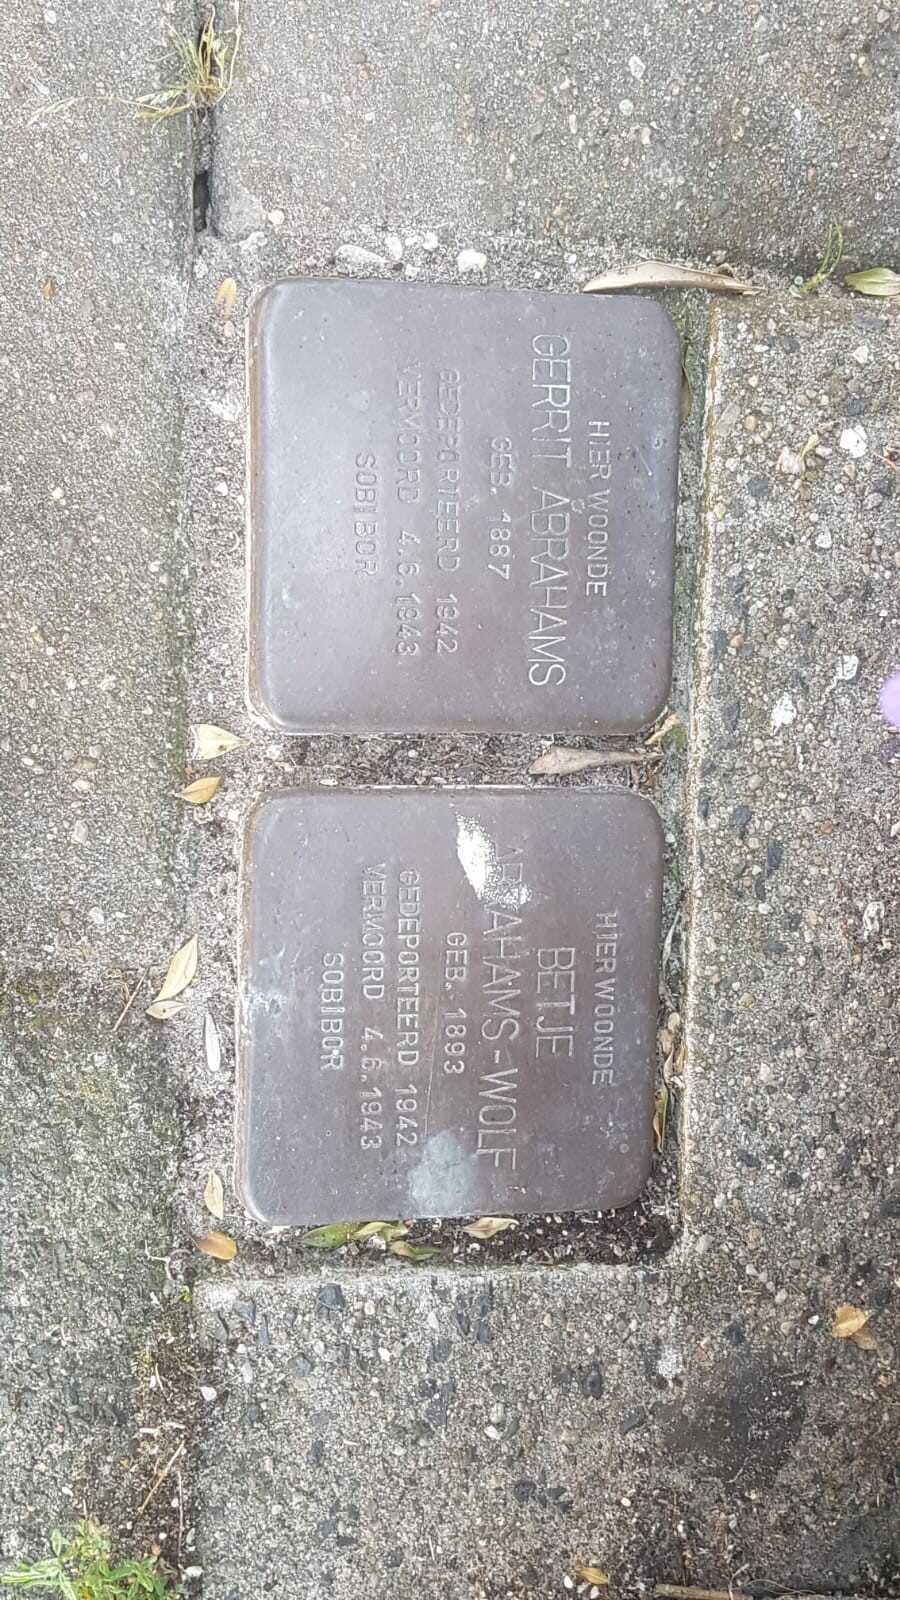 HIER WOONDE
GERRIT ABRAHAMS
GEB. 1887
GEDEPORTEERD 1942
VERMOORD 4.6.1943
SOBIBOR
HIER WOONDE
BETJE
ABRAHAMS-WOLF
GEB. 1893
GEDEPORTEERD 1942
VERMOORD 4.6.1943
SOBIBOR